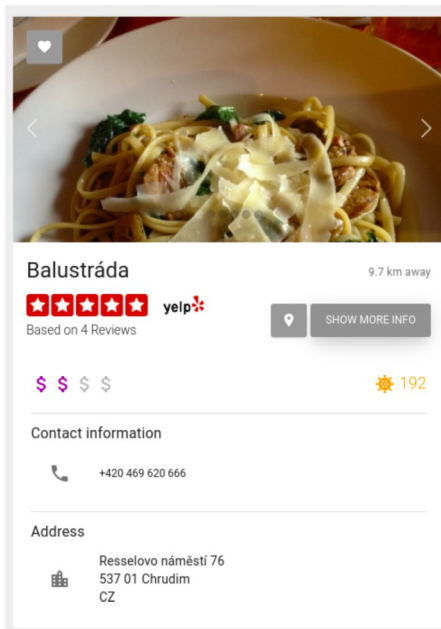 Balustráda
9.7 km away
yelp
Based on 4 Reviews
SHOW MORE INFO
$ $ $ $
192
Contact information
+420 469 620 666
Address
Resselovo náměstí 76
537 01 Chrudim
CZ